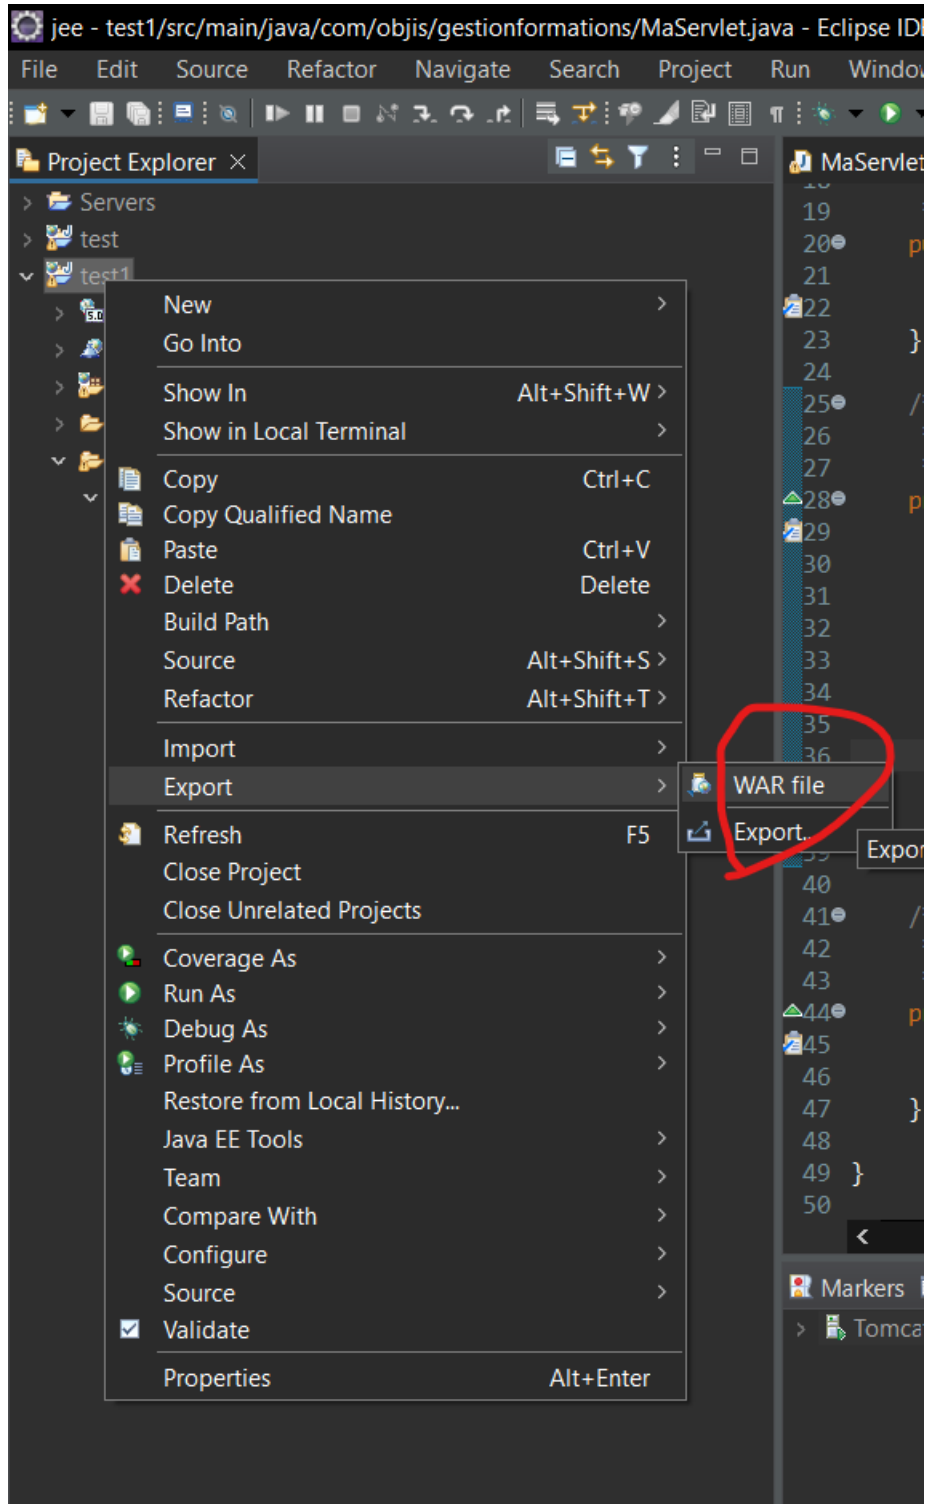 jee - test1/src/main/java/com/objis/gestionformations/MaServlet.java - Eclipse IDE
File Edit Source Refactor Navigate Search Project Run Window
Project Explorer
MaServlet
Servers
test
test1
5.0
New
Go Into
Show In Alt+Shift+W
Show in Local Terminal
Copy Ctrl+C
Copy Qualified Name
Paste Ctrl+V
Delete Delete
Build Path
Source Alt+Shift+S
Refactor Alt+Shift+T
Import
Export
WAR file
Export...
Expor
Refresh F5
Close Project
Close Unrelated Projects
Coverage As
Run As
Debug As
Profile As
Restore from Local History...
Java EE Tools
Team
Compare With
Configure
Source
Validate
Properties Alt+Enter
18
19
20 p
21
22
23 }
24
25 /
26
27
28 p
29
30
31
32
33
34
35
36
39
40
41 /
42
43
44 p
45
46
47 }
48
49 }
50
Markers
Tomca